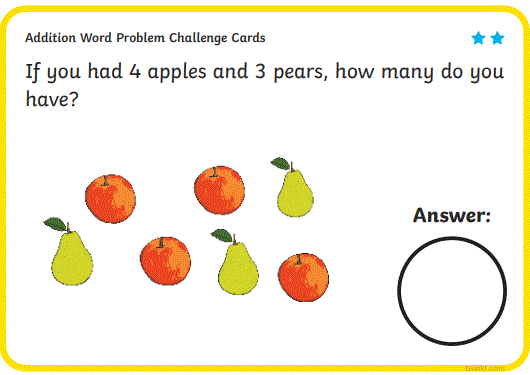 Addition Word Problem Challenge Cards
If you had 4 apples and 3 pears, how many do you
have?
Answer:
twinkl.com